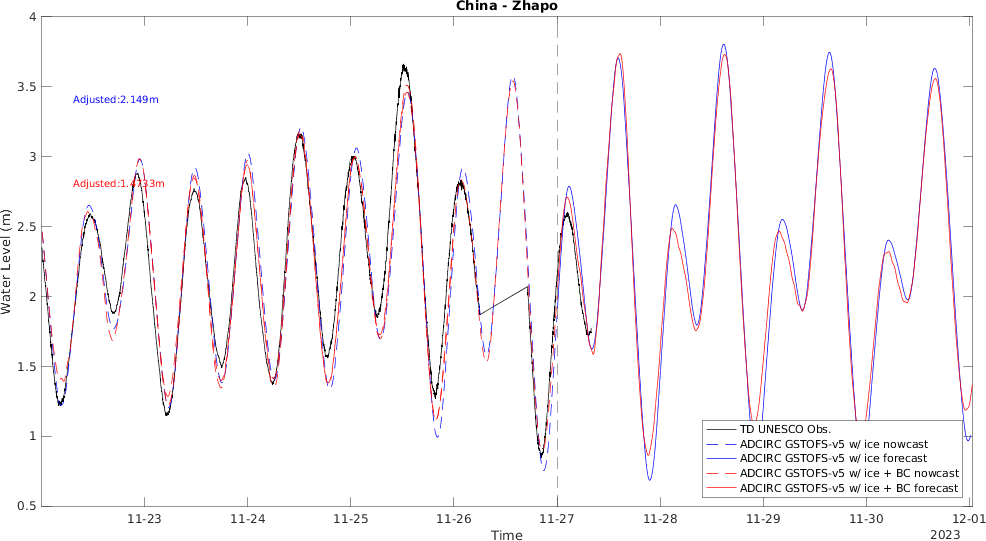 China - Zhapo
4
3.5
3
2.5
2
1.5
1
0.5
Water Level (m)
Adjusted:2.149m
Adjusted:1.4733m
TD UNESCO Obs.
ADCIRC GSTOFS-v5 w/ ice nowcast
ADCIRC GSTOFS-v5 w/ ice forecast
ADCIRC GSTOFS-v5 w/ ice + BC nowcast
ADCIRC GSTOFS-v5 w/ ice + BC forecast
11-23 11-24 11-25 11-26 11-27 11-28 11-29 11-30 12-01
Time
2023